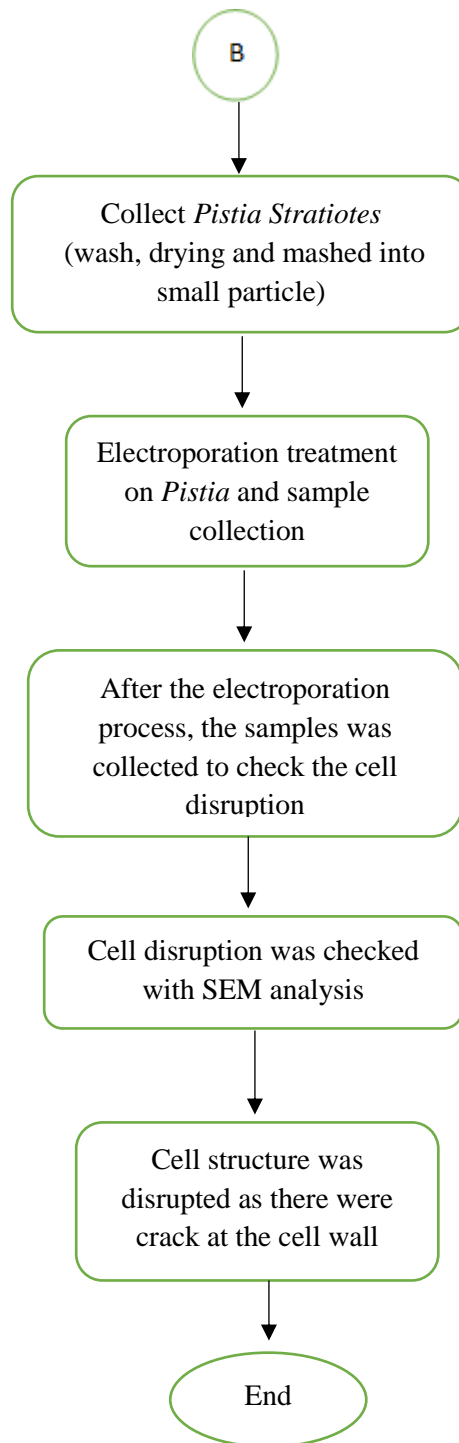 B
Collect Pistia Stratiotes
(wash, drying and mashed into
small particle)
Electroporation treatment
on Pistia and sample
collection
After the electroporation
process, the samples was
collected to check the cell
disruption
Cell disruption was checked
with SEM analysis
Cell structure was
disrupted as there were
crack at the cell wall
End